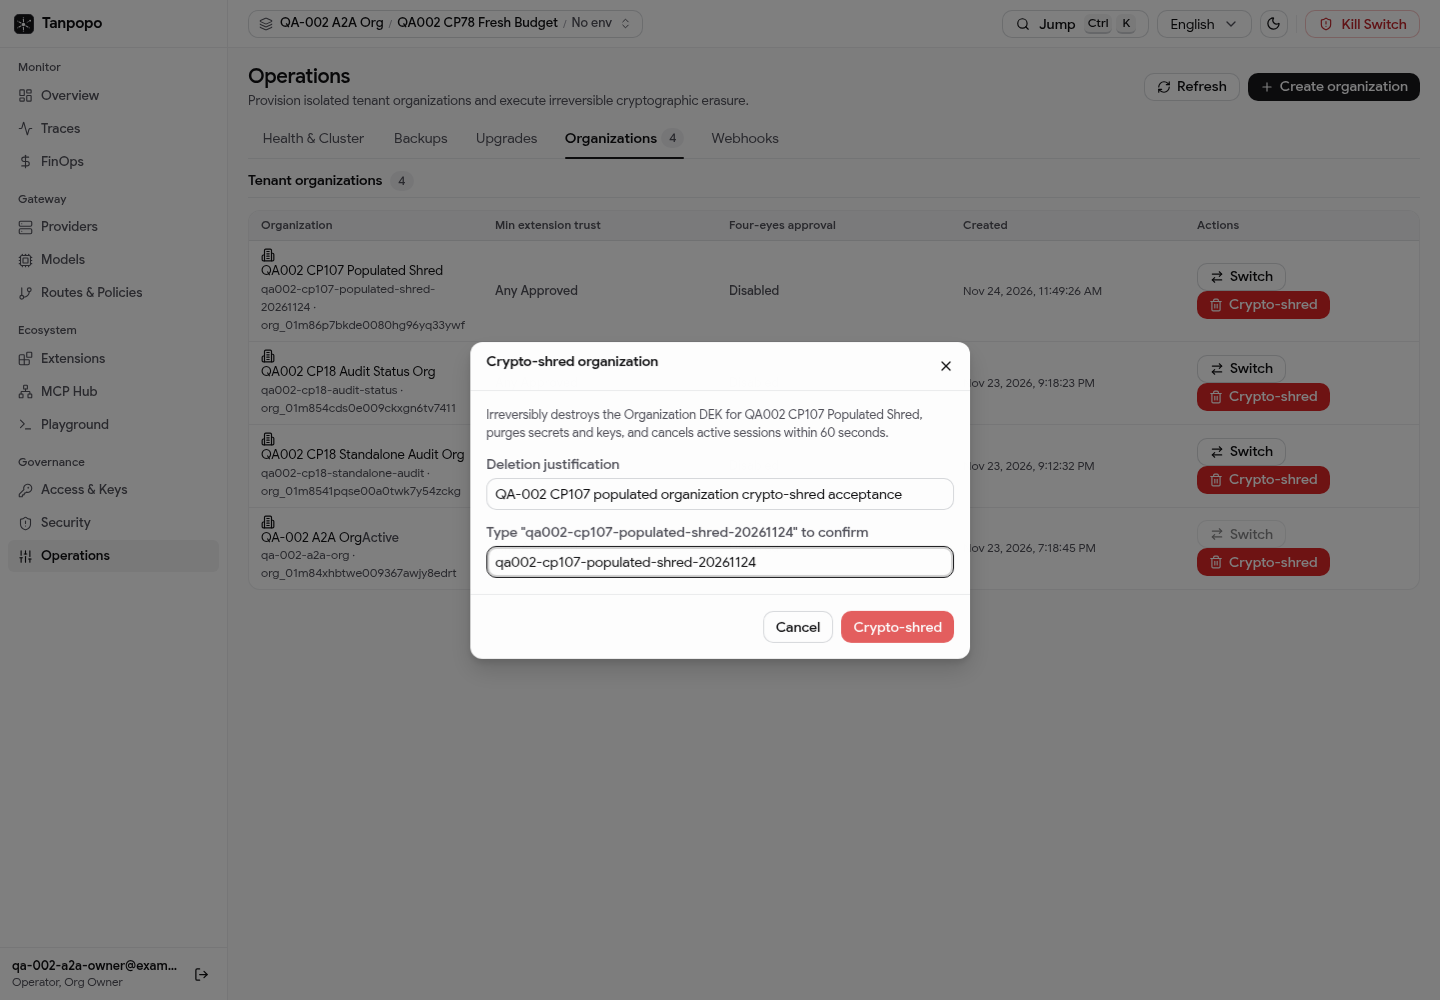 Tanpopo
QA-002 A2A Org / QA002 CP78 Fresh Budget / No env
Jump Ctrl K
English
Kill Switch
Monitor
Overview
Traces
FinOps
Gateway
Providers
Models
Routes & Policies
Ecosystem
Extensions
MCP Hub
Playground
Governance
Access & Keys
Security
Operations
qa-002-a2a-owner@exam...
Operator, Org Owner
Operations
Provision isolated tenant organizations and execute irreversible cryptographic erasure.
Refresh
Create organization
Health & Cluster
Backups
Upgrades
Organizations 4
Webhooks
Tenant organizations 4
Organization
Min extension trust
Four-eyes approval
Created
Actions
QA002 CP107 Populated Shred
qa002-cp107-populated-shred-
20261124 ·
org_01m86p7bkde0080hg96yq33ywf
Any Approved
Disabled
Nov 24, 2026, 11:49:26 AM
Switch
Crypto-shred
QA002 CP18 Audit Status Org
qa002-cp18-audit-status ·
org_01m854cds0e009ckxgn6tv7411
ov 23, 2026, 9:18:23 PM
Switch
Crypto-shred
QA002 CP18 Standalone Audit Org
qa002-cp18-standalone-audit ·
org_01m8541pqse00a0twk7y54zckg
ov 23, 2026, 9:12:32 PM
Switch
Crypto-shred
QA-002 A2A OrgActive
qa-002-a2a-org ·
org_01m84xhbtwe009367awjy8edrt
ov 23, 2026, 7:18:45 PM
Switch
Crypto-shred
Crypto-shred organization
Irreversibly destroys the Organization DEK for QA002 CP107 Populated Shred,
purges secrets and keys, and cancels active sessions within 60 seconds.
Deletion justification
QA-002 CP107 populated organization crypto-shred acceptance
Type "qa002-cp107-populated-shred-20261124" to confirm
qa002-cp107-populated-shred-20261124
Cancel
Crypto-shred